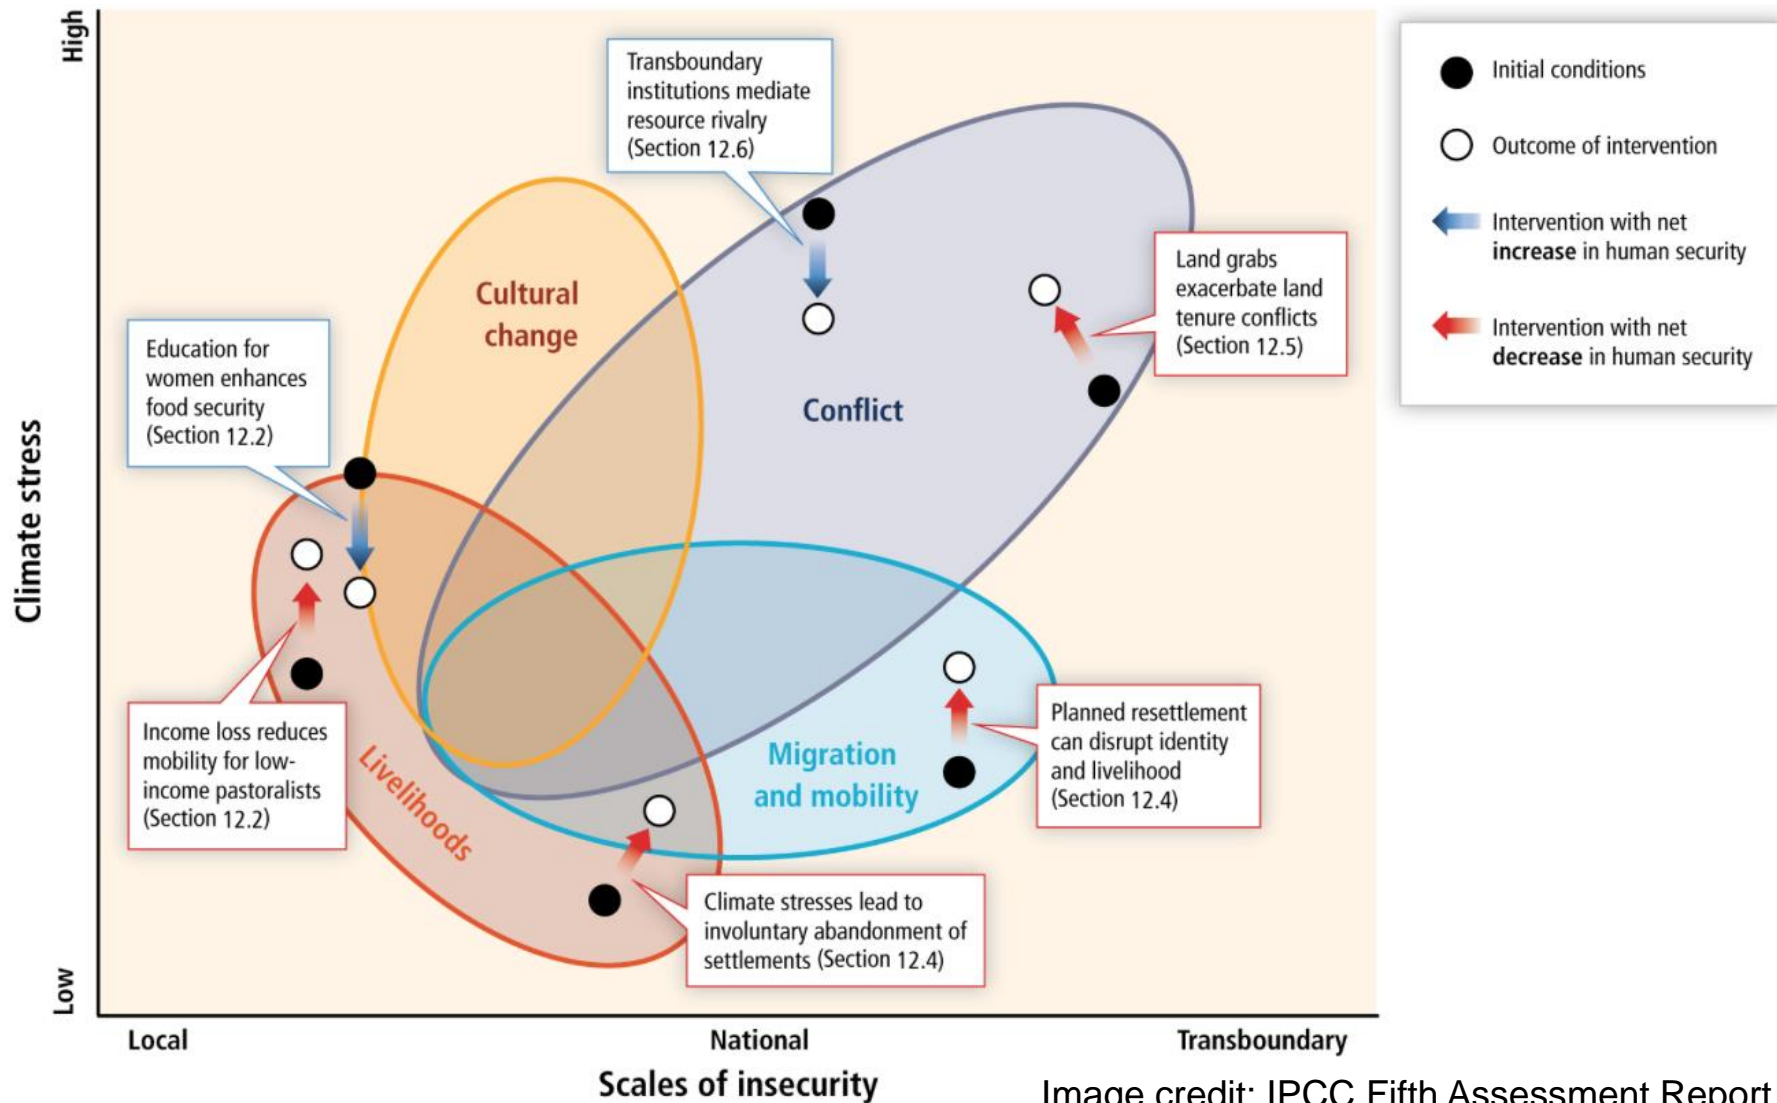 High
Climate stress
Low
Local
National
Transboundary
Scales of insecurity
Transboundary
institutions mediate
resource rivalry
(Section 12.6)
Cultural
change
Education for
women enhances
food security
(Section 12.2)
Conflict
Land grabs
exacerbate land
tenure conflicts
(Section 12.5)
Income loss reduces
mobility for low-
income pastoralists
(Section 12.2)
Livelihoods
Migration
and mobility
Planned resettlement
can disrupt identity
and livelihood
(Section 12.4)
Climate stresses lead to
involuntary abandonment of
settlements (Section 12.4)
Initial conditions
Outcome of intervention
Intervention with net
increase in human security
Intervention with net
decrease in human security
Image credit: IPCC Fifth Assessment Report